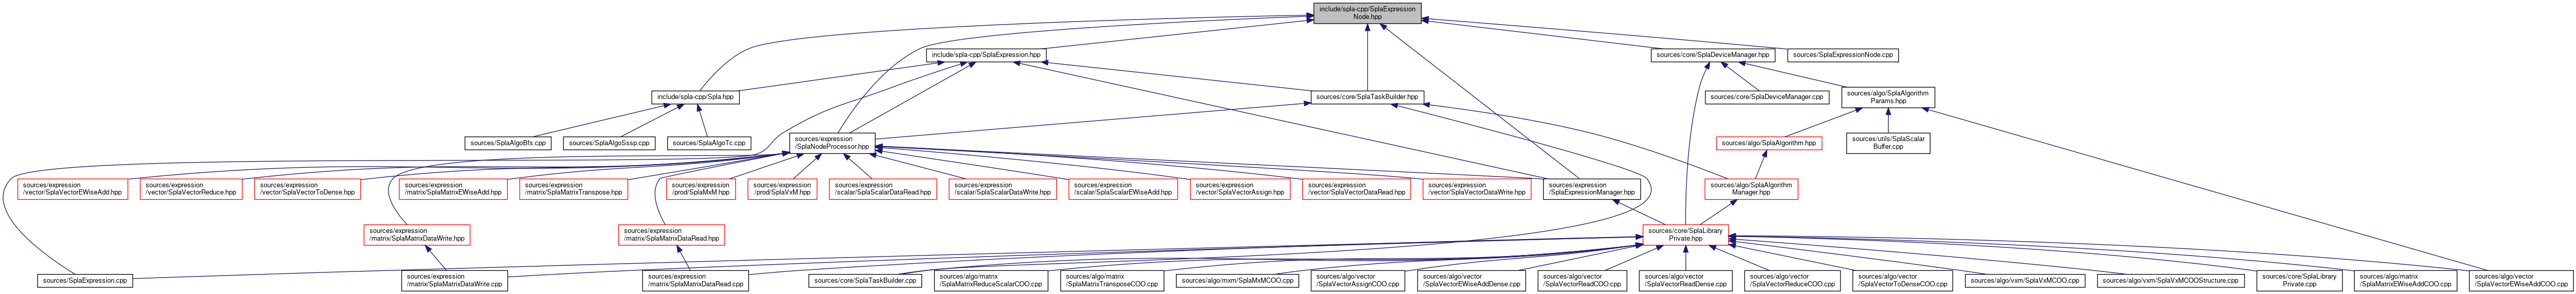 include/spla-cpp/SplaExpression
Node.hpp
include/spla-cpp/SplaExpression.hpp
sources/core/SplaDeviceManager.hpp
sources/SplaExpressionNode.cpp
include/spla-cpp/Spla.hpp
sources/core/SplaTaskBuilder.hpp
sources/core/SplaDeviceManager.cpp
sources/algo/SplaAlgorithm
Params.hpp
sources/SplaAlgoBfs.cpp
sources/SplaAlgoSssp.cpp
sources/SplaAlgoTc.cpp
sources/expression
/SplaNodeProcessor.hpp
sources/algo/SplaAlgorithm.hpp
sources/utils/SplaScalar
Buffer.cpp
sources/expression
/vector/SplaVectorEWiseAdd.hpp
sources/expression
/vector/SplaVectorReduce.hpp
sources/expression
/vector/SplaVectorToDense.hpp
sources/expression
/matrix/SplaMatrixEWiseAdd.hpp
sources/expression
/matrix/SplaMatrixTranspose.hpp
sources/expression
/prod/SplaMxM.hpp
sources/expression
/prod/SplaVxM.hpp
sources/expression
/scalar/SplaScalarDataRead.hpp
sources/expression
/scalar/SplaScalarDataWrite.hpp
sources/expression
/scalar/SplaScalarEWiseAdd.hpp
sources/expression
/vector/SplaVectorAssign.hpp
sources/expression
/vector/SplaVectorDataRead.hpp
sources/expression
/vector/SplaVectorDataWrite.hpp
sources/expression
/SplaExpressionManager.hpp
sources/algo/SplaAlgorithm
Manager.hpp
sources/expression
/matrix/SplaMatrixDataWrite.hpp
sources/expression
/matrix/SplaMatrixDataRead.hpp
sources/core/SplaLibrary
Private.hpp
sources/SplaExpression.cpp
sources/expression
/matrix/SplaMatrixDataWrite.cpp
sources/expression
/matrix/SplaMatrixDataRead.cpp
sources/core/SplaTaskBuilder.cpp
sources/algo/matrix
/SplaMatrixReduceScalarCOO.cpp
sources/algo/matrix
/SplaMatrixTransposeCOO.cpp
sources/algo/mxm/SplaMxMCOO.cpp
sources/algo/vector
/SplaVectorAssignCOO.cpp
sources/algo/vector
/SplaVectorEWiseAddDense.cpp
sources/algo/vector
/SplaVectorReadCOO.cpp
sources/algo/vector
/SplaVectorReadDense.cpp
sources/algo/vector
/SplaVectorReduceCOO.cpp
sources/algo/vector
/SplaVectorToDenseCOO.cpp
sources/algo/vxm/SplaVxMCOO.cpp
sources/algo/vxm/SplaVxMCOOStructure.cpp
sources/core/SplaLibrary
Private.cpp
sources/algo/matrix
/SplaMatrixEWiseAddCOO.cpp
sources/algo/vector
/SplaVectorEWiseAddCOO.cpp